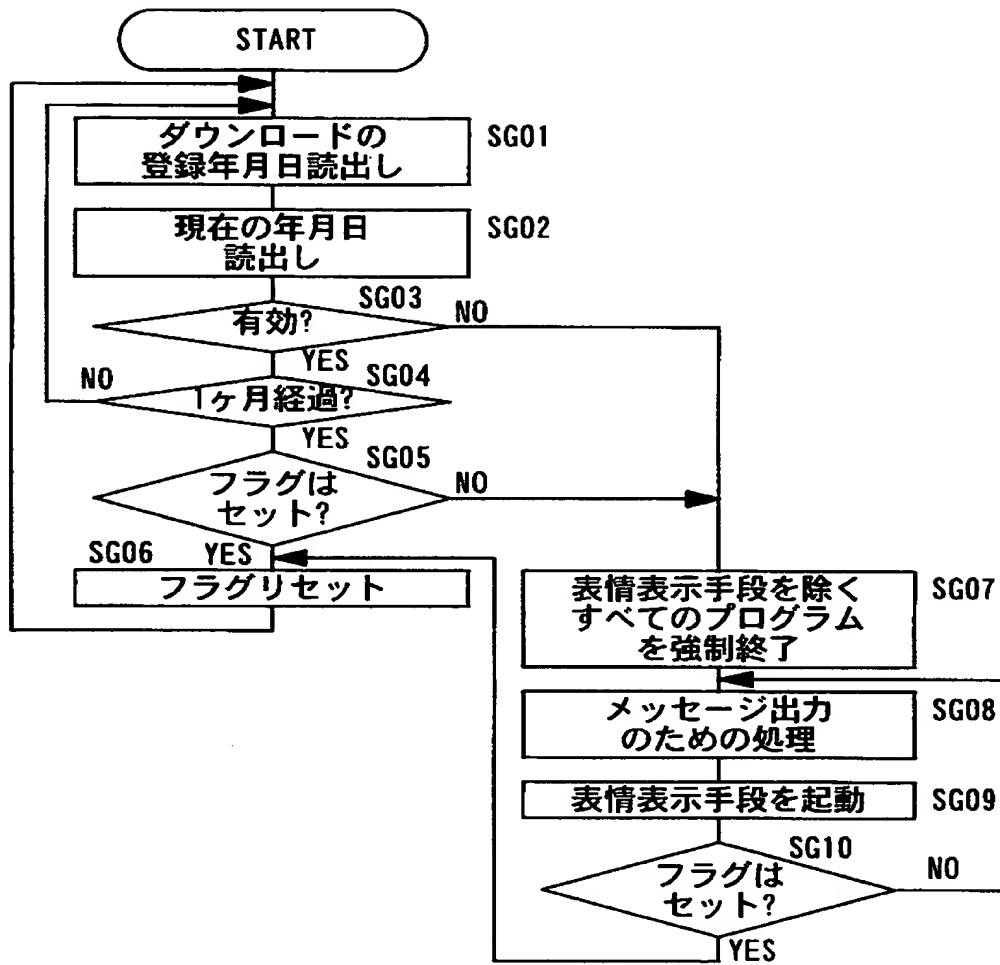 START
ダウンロードの
登録年月日読出し
SG01
現在の年月日
読出し
SG02
SG03
有効?
NO
YES
SG04
NO
1ヶ月経過?
YES
SG05
フラグは
セット?
NO
SG06
YES
フラグリセット
表情表示手段を除く
すべてのプログラム
を強制終了
SG07
メッセージ出力
のための処理
SG08
表情表示手段を起動
SG09
SG10
フラグは
セット?
NO
YES